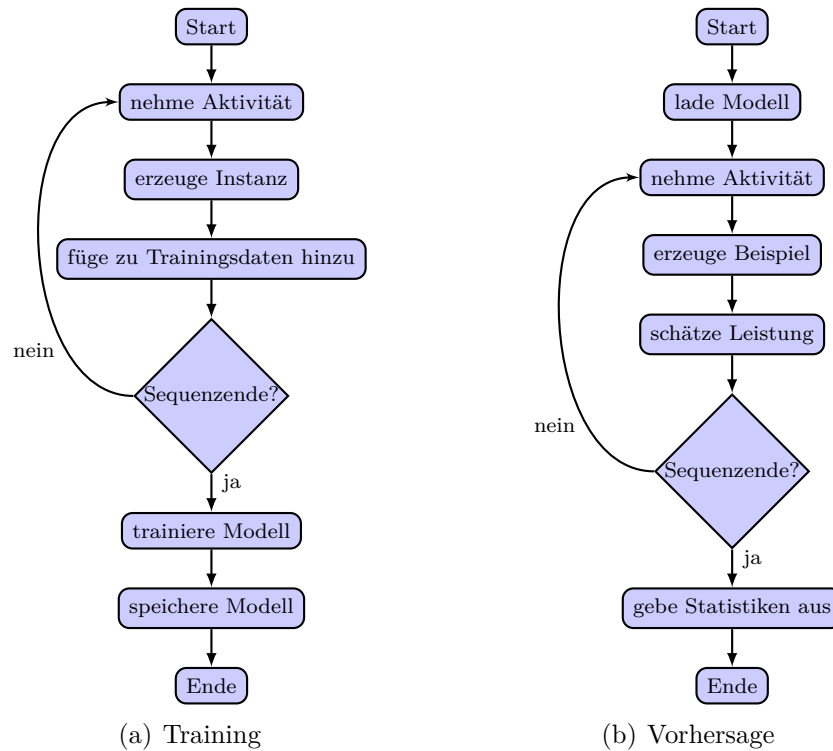 Start
nehme Aktivität
erzeuge Instanz
füge zu Trainingsdaten hinzu
Sequenzende?
nein
ja
trainiere Modell
speichere Modell
Ende
(a) Training
Start
lade Modell
nehme Aktivität
erzeuge Beispiel
schätze Leistung
Sequenzende?
nein
ja
gebe Statistiken aus
Ende
(b) Vorhersage